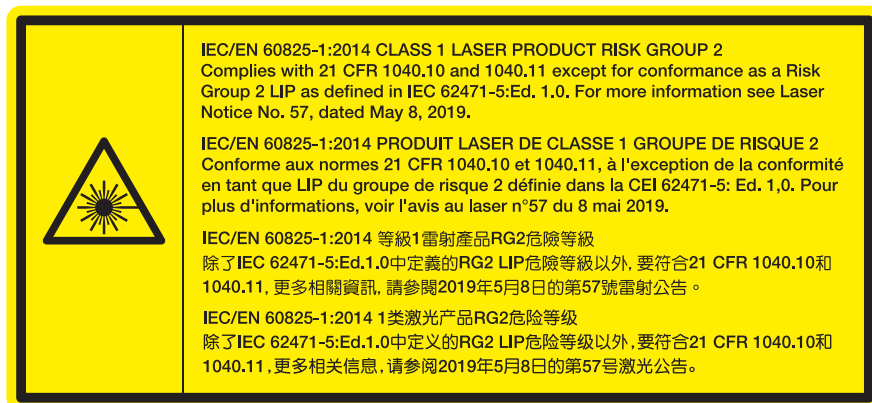 IEC/EN 60825-1:2014 CLASS 1 LASER PRODUCT RISK GROUP 2
Complies with 21 CFR 1040.10 and 1040.11 except for conformance as a Risk
Group 2 LIP as defined in IEC 62471-5:Ed. 1.0. For more information see Laser
Notice No. 57, dated May 8, 2019.
IEC/EN 60825-1:2014 PRODUIT LASER DE CLASSE 1 GROUPE DE RISQUE 2
Conforme aux normes 21 CFR 1040.10 et 1040.11, à l'exception de la conformité
en tant que LIP du groupe de risque 2 définie dans la CEI 62471-5: Ed. 1,0. Pour
plus d'informations, voir l'avis au laser n°57 du 8 mai 2019.
IEC/EN 60825-1:2014 等級1雷射產品RG2危險等級
除了IEC 62471-5:Ed.1.0中定義的RG2 LIP危險等級以外, 要符合21 CFR 1040.10和
1040.11, 更多相關資訊, 請參閱2019年5月8日的第57號雷射公告。
IEC/EN 60825-1:2014 1类激光产品RG2危险等级
除了IEC 62471-5:Ed.1.0中定义的RG2 LIP危险等级以外,要符合21 CFR 1040.10和
1040.11,更多相关信息,请参阅2019年5月8日的第57号激光公告。